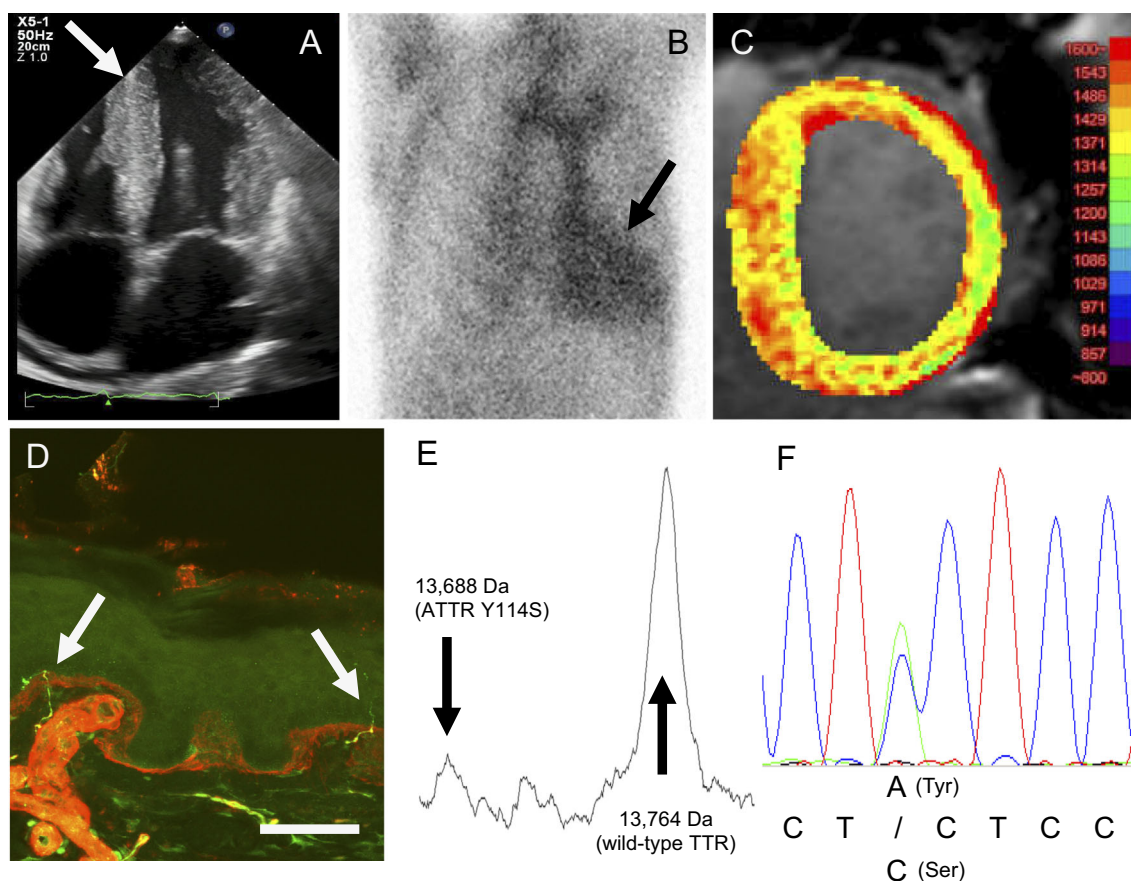 X5-1
50Hz
20cm
Z 1.0
P
A
B
C
1600~
1543
1486
1429
1371
1314
1257
1200
1143
1086
1029
971
914
857
~800
D
E
13,688 Da
(ATTR Y114S)
13,764 Da
(wild-type TTR)
F
A (Tyr)
C T / C T C C
C (Ser)